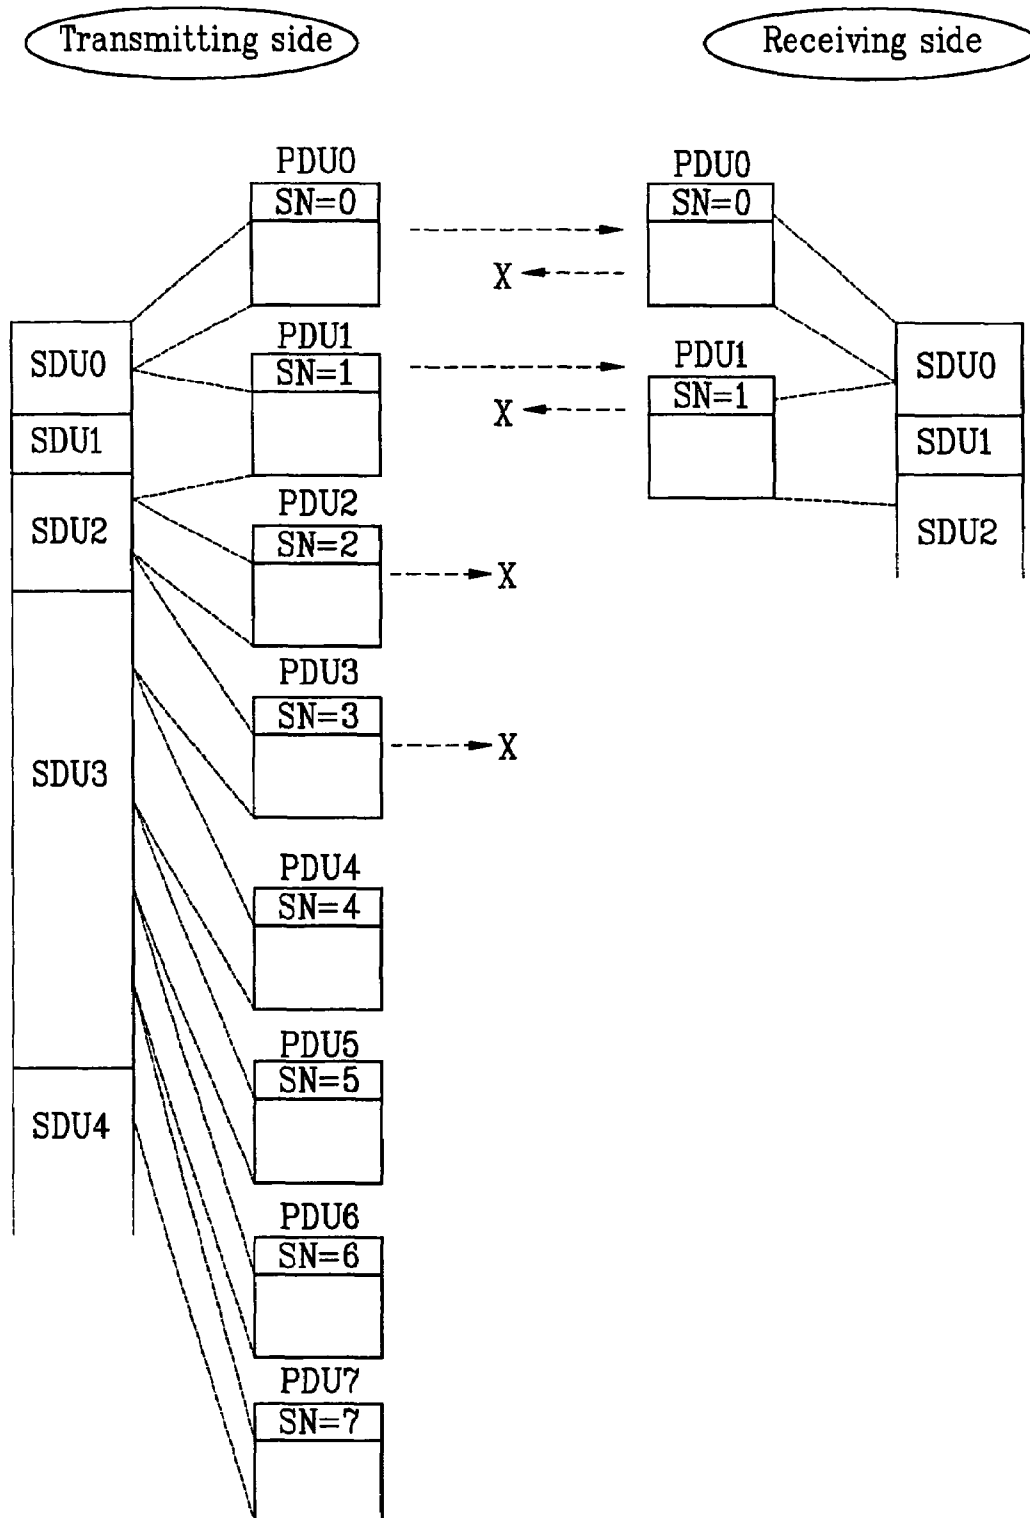 Transmitting side
Receiving side
PDU0
SN=0
PDU0
SN=0
X
SDU0
SDU1
SDU2
SDU3
SDU4
PDU1
SN=1
X
PDU1
SN=1
SDU0
SDU1
SDU2
PDU2
SN=2
X
PDU3
SN=3
X
PDU4
SN=4
PDU5
SN=5
PDU6
SN=6
PDU7
SN=7